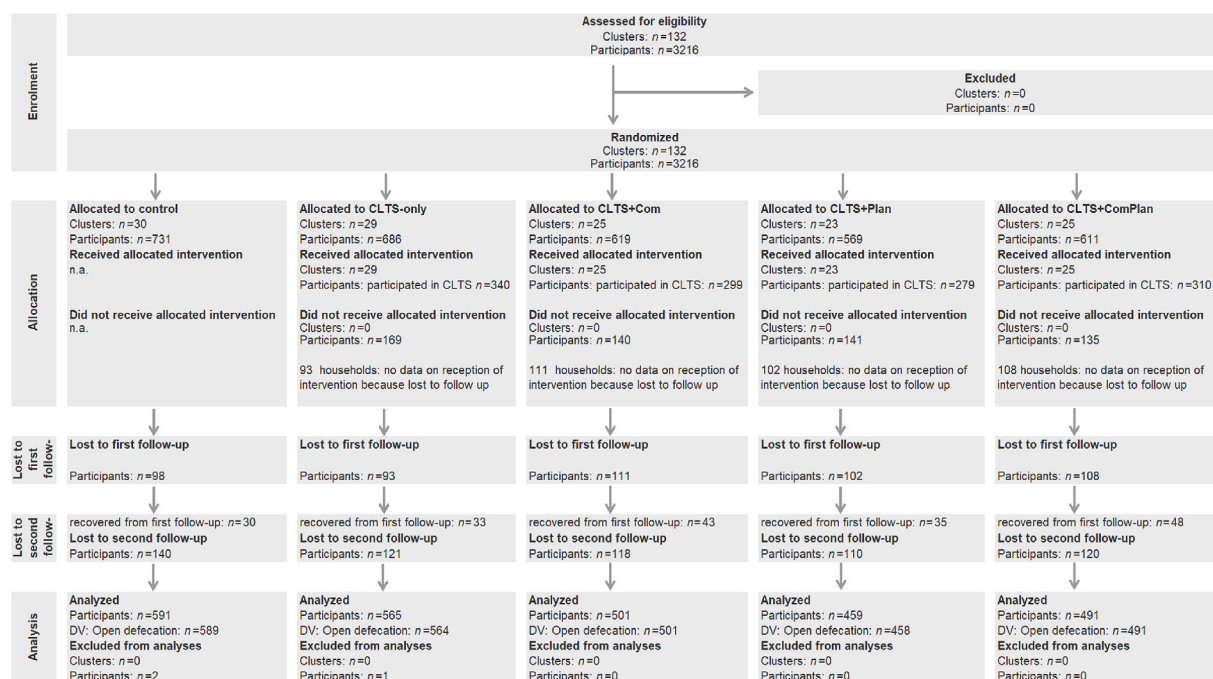 Enrolment
Assessed for eligibility
Clusters: n=132
Participants: n=3216
Excluded
Clusters: n=0
Participants: n=0
Randomized
Clusters: n=132
Participants: n=3216
Allocation
Allocated to control
Clusters: n=30
Participants: n=731
Received allocated intervention
n.a.
Did not receive allocated intervention
n.a.
Allocated to CLTS-only
Clusters: n=29
Participants: n=686
Received allocated intervention
Clusters: n=29
Participants: participated in CLTS n=340
Did not receive allocated intervention
Clusters: n=0
Participants: n=169
93 households: no data on reception of
intervention because lost to follow up
Allocated to CLTS+Com
Clusters: n=25
Participants: n=619
Received allocated intervention
Clusters: n=25
Participants: participated in CLTS: n=299
Did not receive allocated intervention
Clusters: n=0
Participants: n=140
111 households: no data on reception of
intervention because lost to follow up
Allocated to CLTS+Plan
Clusters: n=23
Participants: n=569
Received allocated intervention
Clusters: n=23
Participants: participated in CLTS: n=279
Did not receive allocated intervention
Clusters: n=0
Participants: n=141
102 households: no data on reception of
intervention because lost to follow up
Allocated to CLTS+ComPlan
Clusters: n=25
Participants: n=611
Received allocated intervention
Clusters: n=25
Participants: participated in CLTS: n=310
Did not receive allocated intervention
Clusters: n=0
Participants: n=135
108 households: no data on reception of
intervention because lost to follow up
Lost to
first
follow-
Lost to first follow-up
Participants: n=98
Lost to first follow-up
Participants: n=93
Lost to first follow-up
Participants: n=111
Lost to first follow-up
Participants: n=102
Lost to first follow-up
Participants: n=108
Lost to
second
follow-
recovered from first follow-up: n=30
Lost to second follow-up
Participants: n=140
recovered from first follow-up: n=33
Lost to second follow-up
Participants: n=121
recovered from first follow-up: n=43
Lost to second follow-up
Participants: n=118
recovered from first follow-up: n=35
Lost to second follow-up
Participants: n=110
recovered from first follow-up: n=48
Lost to second follow-up
Participants: n=120
Analysis
Analyzed
Participants: n=591
DV: Open defecation: n=589
Excluded from analyses
Clusters: n=0
Participants: n=2
Analyzed
Participants: n=565
DV: Open defecation: n=564
Excluded from analyses
Clusters: n=0
Participants: n=1
Analyzed
Participants: n=501
DV: Open defecation: n=501
Excluded from analyses
Clusters: n=0
Participants: n=0
Analyzed
Participants: n=459
DV: Open defecation: n=458
Excluded from analyses
Clusters: n=0
Participants: n=0
Analyzed
Participants: n=491
DV: Open defecation: n=491
Excluded from analyses
Clusters: n=0
Participants: n=0